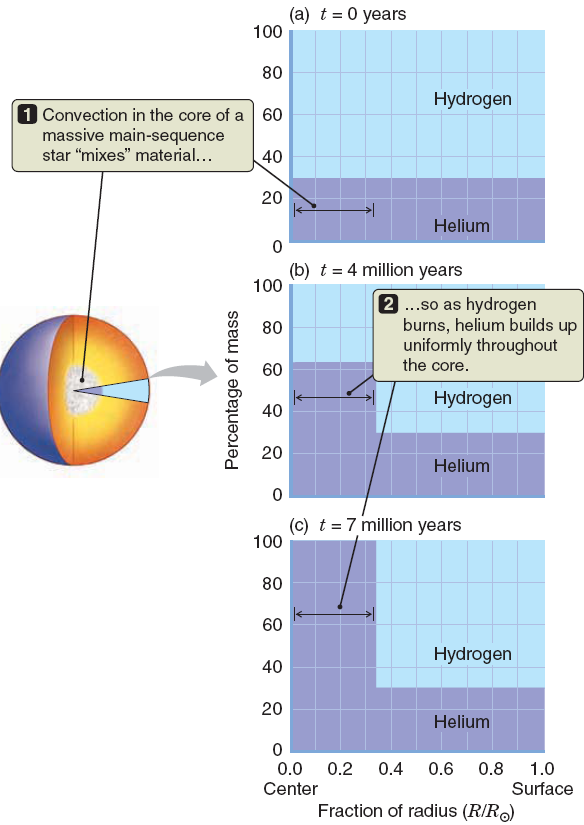 (a) t = 0 years
100
80
60
40
20
0
Hydrogen
Helium
1 Convection in the core of a
massive main-sequence
star “mixes” material…
(b) t = 4 million years
100
80
60
40
20
0
2 …so as hydrogen
burns, helium builds up
uniformly throughout
the core.
Hydrogen
Helium
Percentage of mass
(c) t = 7 million years
100
80
60
40
20
0
Hydrogen
Helium
0.0 0.2 0.4 0.6 0.8 1.0
Center Surface
Fraction of radius (R/R☉)